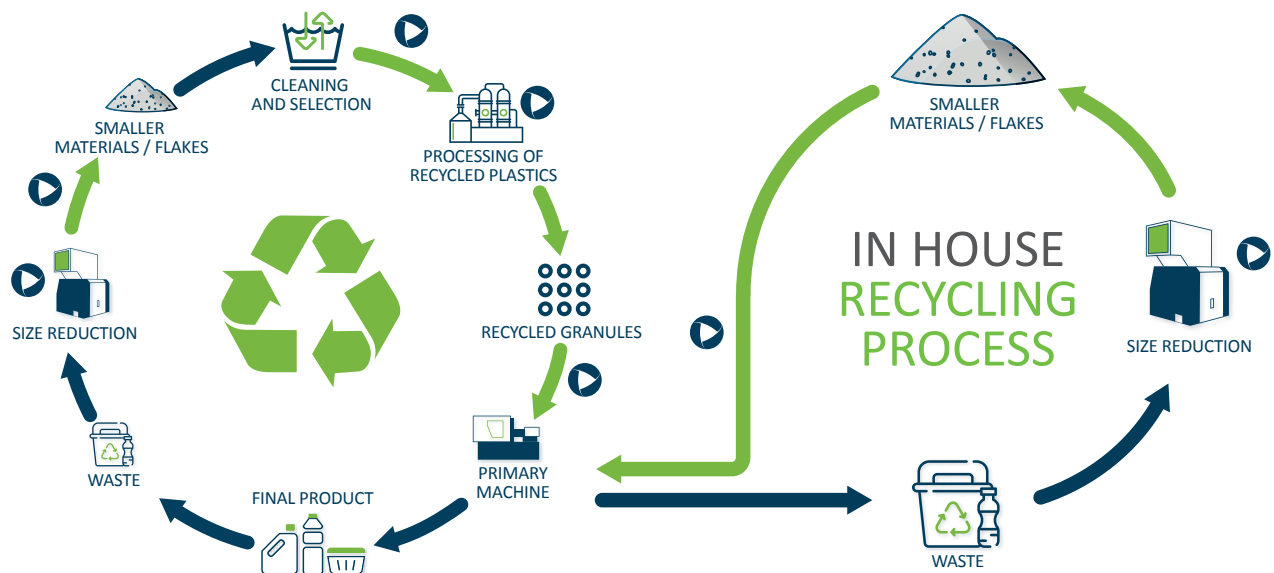 CLEANING
AND SELECTION
SMALLER
MATERIALS / FLAKES
PROCESSING OF
RECYCLED PLASTICS
SIZE REDUCTION
RECYCLED GRANULES
WASTE
FINAL PRODUCT
PRIMARY
MACHINE
SMALLER
MATERIALS / FLAKES
IN HOUSE
RECYCLING
PROCESS
SIZE REDUCTION
WASTE